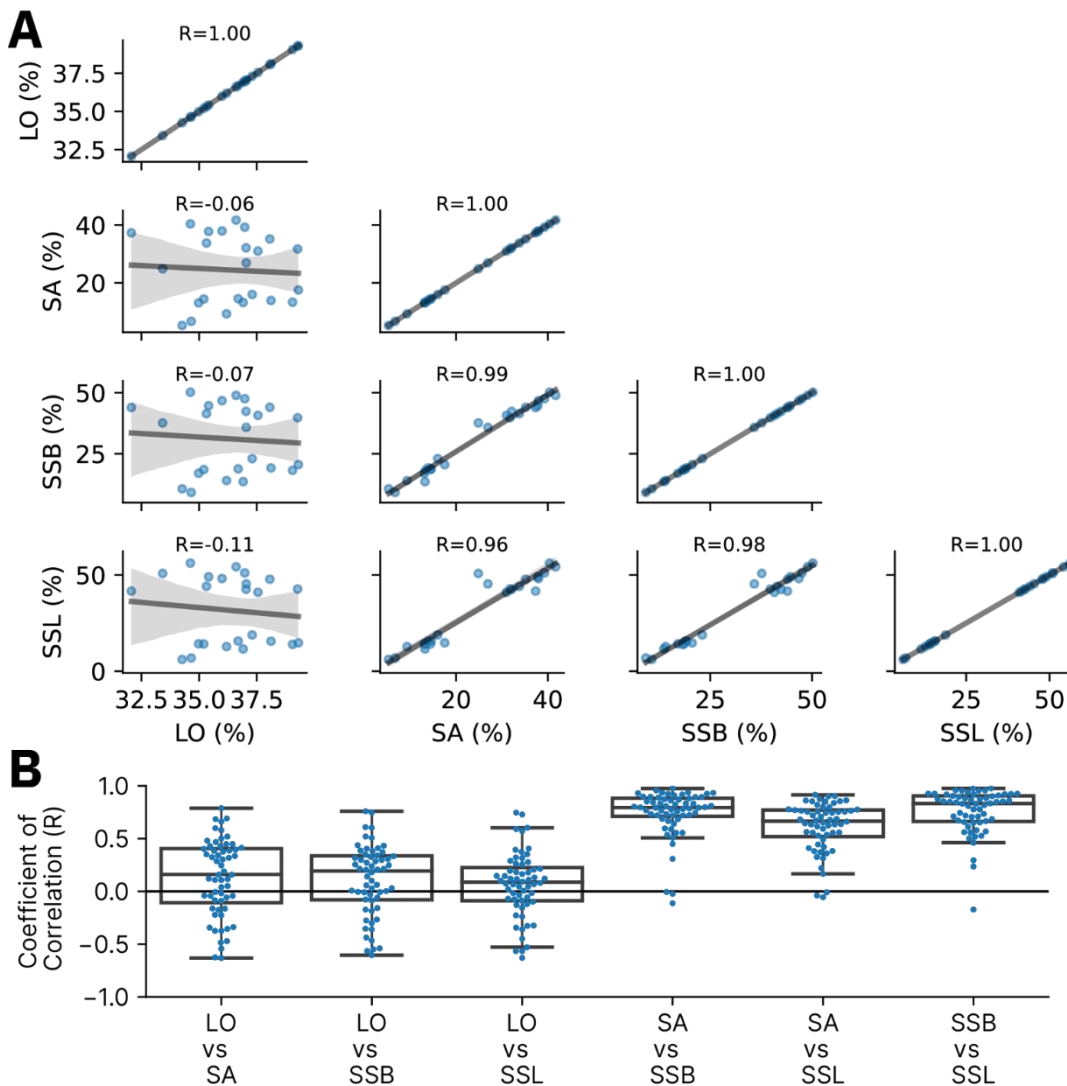 A
R=1.00
LO (%)
37.5
35.0
32.5
R=-0.06
R=1.00
SA (%)
40
20
R=-0.07
R=0.99
R=1.00
SSB (%)
50
25
R=-0.11
R=0.96
R=0.98
R=1.00
SSL (%)
50
0
32.5 35.0 37.5
20 40
25 50
25 50
LO (%)
SA (%)
SSB (%)
SSL (%)
B
Coefficient of
Correlation (R)
1.0
0.5
0.0
−0.5
−1.0
LO
vs
SA
LO
vs
SSB
LO
vs
SSL
SA
vs
SSB
SA
vs
SSL
SSB
vs
SSL